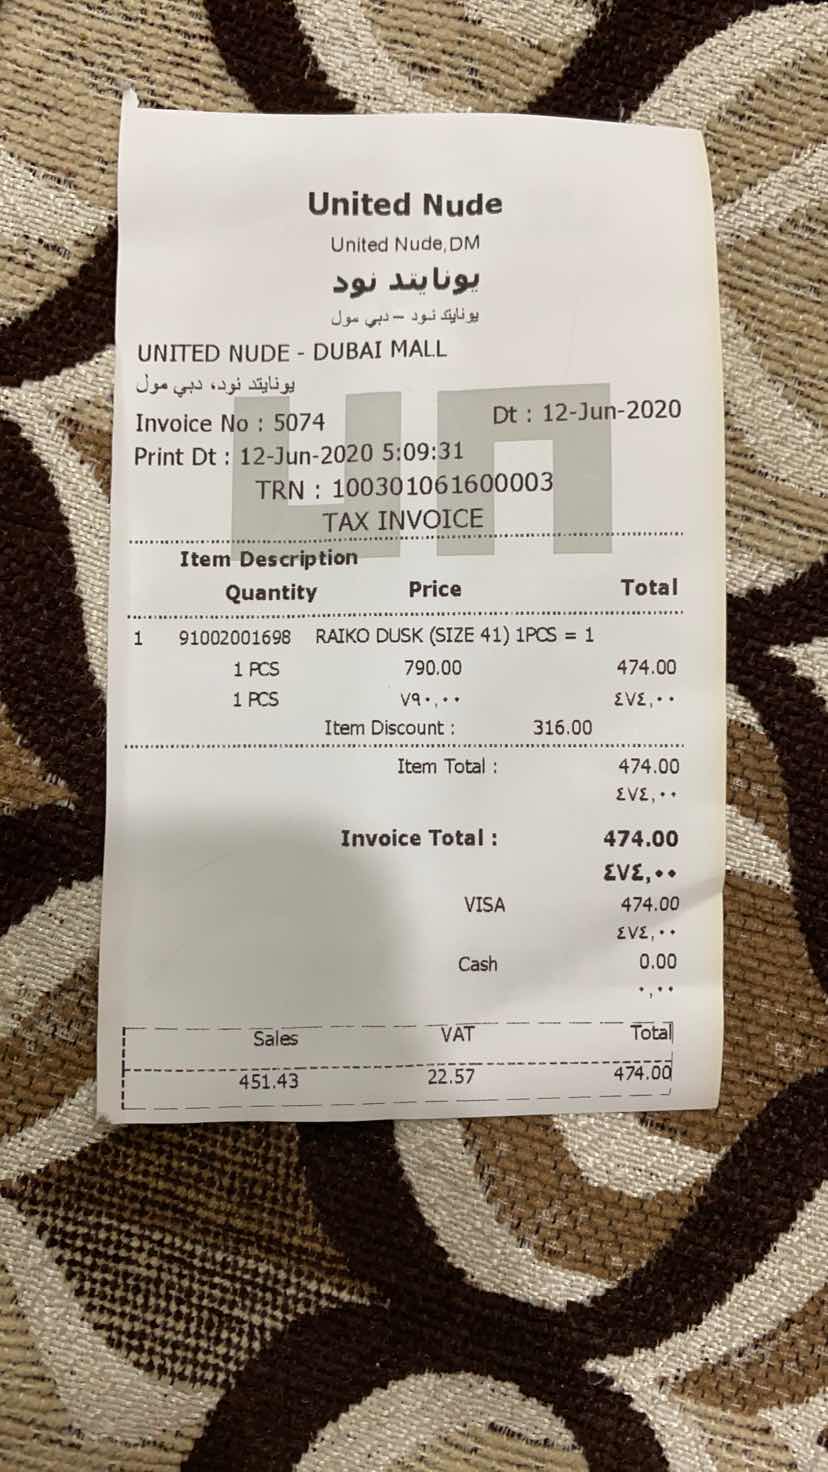 United Nude
United Nude,DM
يونايتد نود
يونايتد نود – دبي مول
UNITED NUDE - DUBAI MALL
يونايتد نود، دبي مول
Invoice No : 5074 Dt : 12-Jun-2020
Print Dt : 12-Jun-2020 5:09:31
TRN : 100301061600003
TAX INVOICE
Item Description
Quantity Price Total
1 91002001698 RAIKO DUSK (SIZE 41) 1PCS = 1
1 PCS 790.00 474.00
1 PCS ٧٩٠,٠٠ ٤٧٤,٠٠
Item Discount : 316.00
Item Total : 474.00
٤٧٤,٠٠
Invoice Total : 474.00
٤٧٤,٠٠
VISA 474.00
٤٧٤,٠٠
Cash 0.00
٠,٠٠
Sales VAT Total
451.43 22.57 474.00